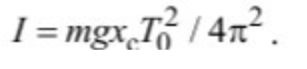 I = mgx_c T_0^2 / 4π^2 .